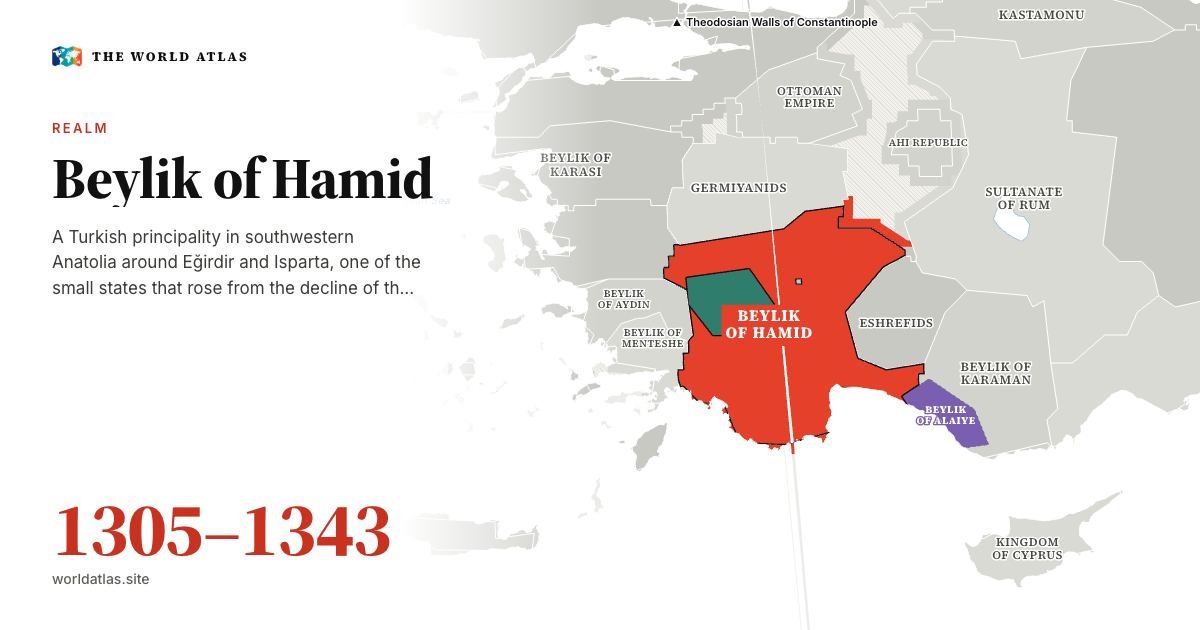 THE WORLD ATLAS
REALM
Beylik of Hamid
A Turkish principality in southwestern
Anatolia around Eğirdir and Isparta, one of the
small states that rose from the decline of th...
1305–1343
worldatlas.site
▲ Theodosian Walls of Constantinople
KASTAMONU
OTTOMAN
EMPIRE
AHI REPUBLIC
BEYLIK OF
KARASI
GERMIYANIDS
SULTANATE
OF RUM
Sea
BEYLIK
OF AYDIN
BEYLIK OF
MENTESHE
BEYLIK
OF HAMID
ESHREFIDS
BEYLIK OF
KARAMAN
BEYLIK
OF ALAIYE
KINGDOM
OF CYPRUS